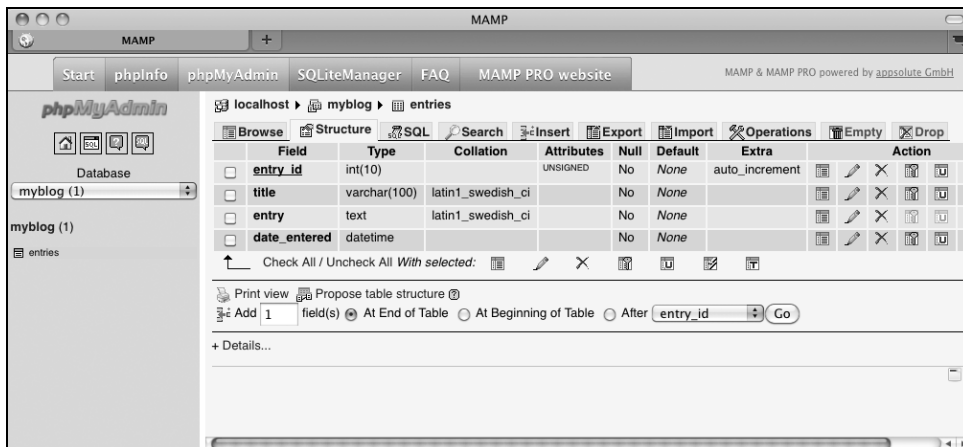 MAMP
MAMP +
Start phpInfo phpMyAdmin SQLiteManager FAQ MAMP PRO website MAMP & MAMP PRO powered by appsolute GmbH
phpMyAdmin
localhost ▸ myblog ▸ entries
Browse Structure SQL Search Insert Export Import Operations Empty Drop
SQL
Database
myblog (1)
myblog (1)
entries
Field Type Collation Attributes Null Default Extra Action
entry_id int(10) UNSIGNED No None auto_increment
title varchar(100) latin1_swedish_ci No None
entry text latin1_swedish_ci No None
date_entered datetime No None
Check All / Uncheck All With selected:
Print view Propose table structure
Add 1 field(s) At End of Table At Beginning of Table After entry_id Go
+ Details...